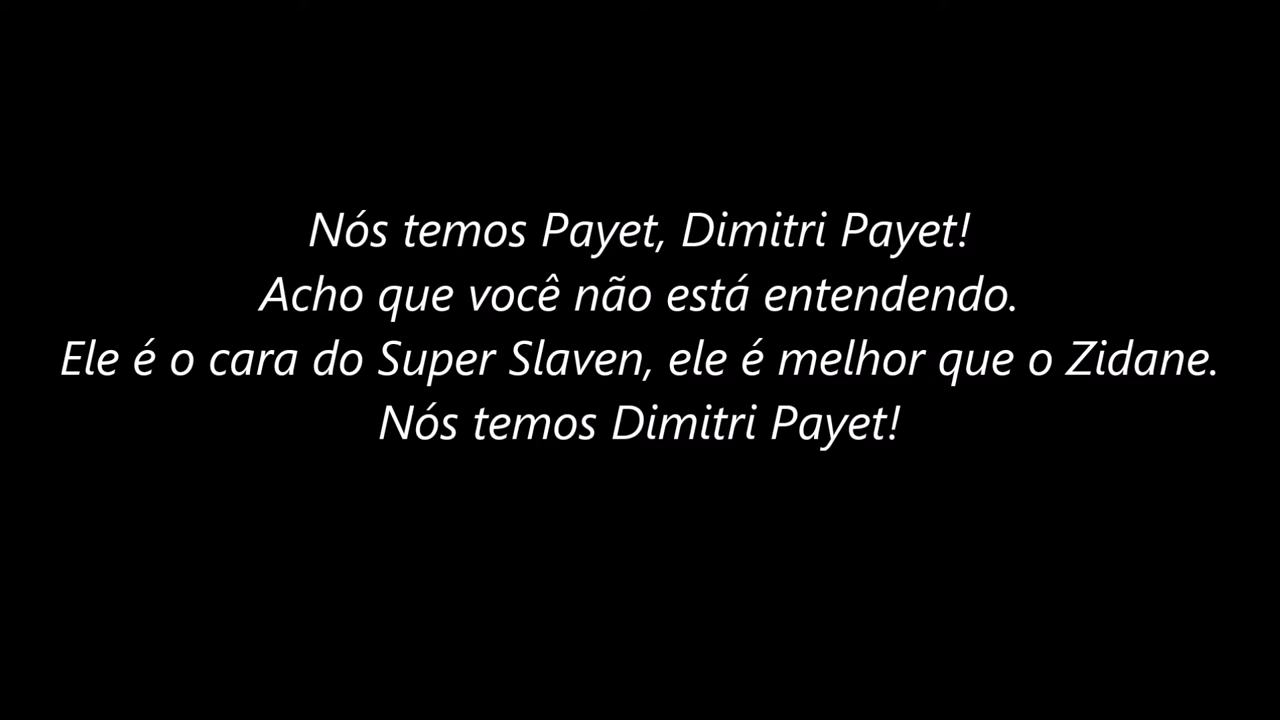 Nós temos Payet, Dimitri Payet!
Acho que você não está entendendo.
Ele é o cara do Super Slaven, ele é melhor que o Zidane.
Nós temos Dimitri Payet!